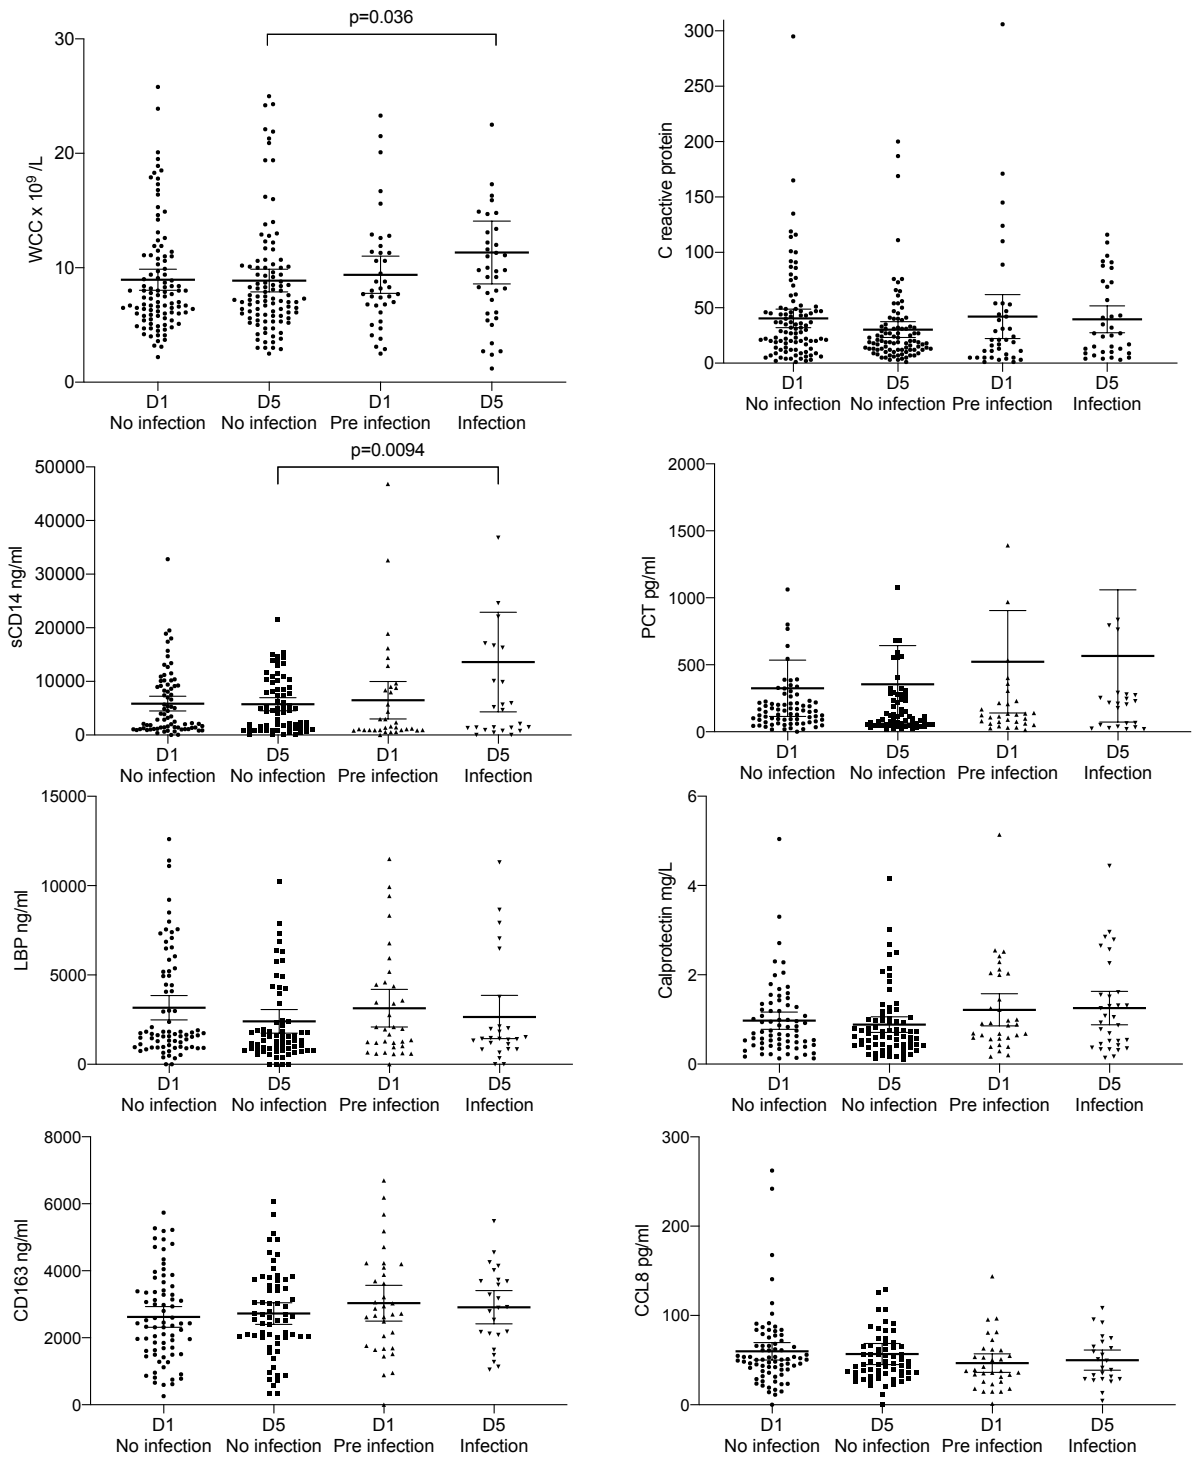 p=0.036
WCC x 10⁹ /L
30
20
10
0
D1
No infection
D5
No infection
D1
Pre infection
D5
Infection
C reactive protein
300
250
200
150
100
50
0
D1
No infection
D5
No infection
D1
Pre infection
D5
Infection
p=0.0094
sCD14 ng/ml
50000
40000
30000
20000
10000
0
D1
No infection
D5
No infection
D1
Pre infection
D5
Infection
PCT pg/ml
2000
1500
1000
500
0
D1
No infection
D5
No infection
D1
Pre infection
D5
Infection
LBP ng/ml
15000
10000
5000
0
D1
No infection
D5
No infection
D1
Pre infection
D5
Infection
Calprotectin mg/L
6
4
2
0
D1
No infection
D5
No infection
D1
Pre infection
D5
Infection
CD163 ng/ml
8000
6000
4000
2000
0
D1
No infection
D5
No infection
D1
Pre infection
D5
Infection
CCL8 pg/ml
300
200
100
0
D1
No infection
D5
No infection
D1
Pre infection
D5
Infection